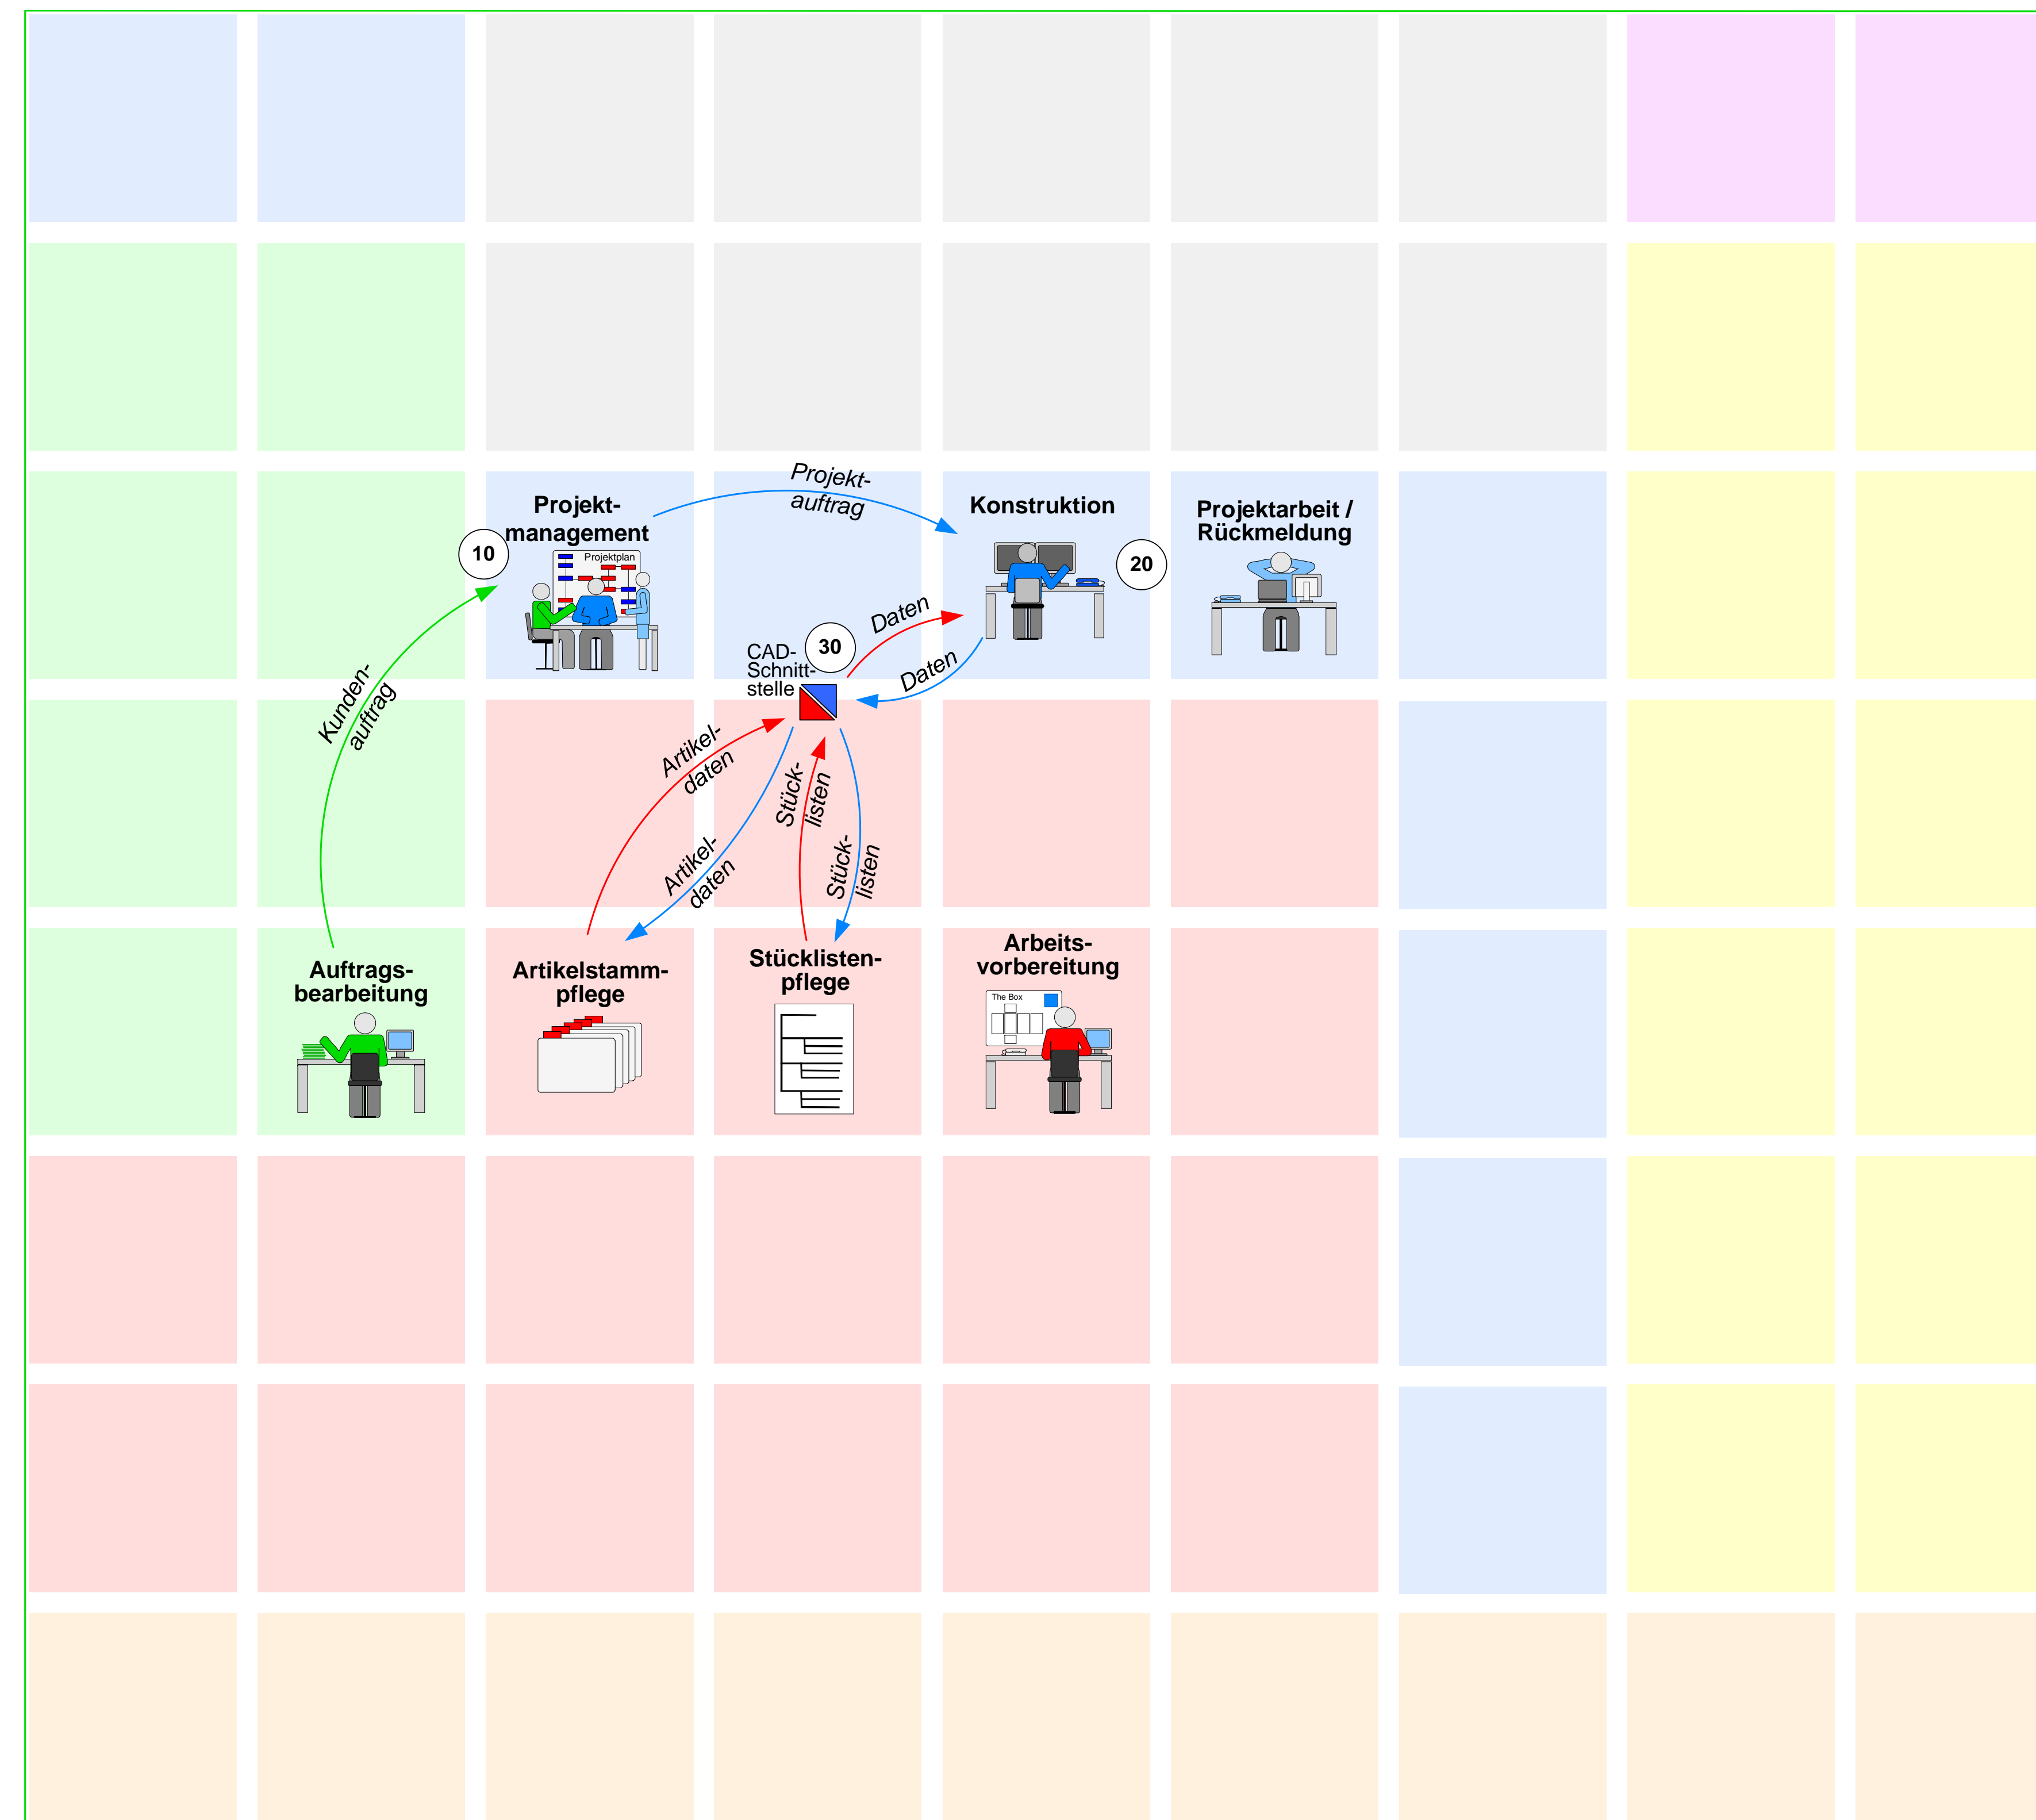 Projekt-
management
10
Projektplan
Projekt-
auftrag
Konstruktion
20
Projektarbeit /
Rückmeldung
Daten
30
CAD-
Schnitt-
stelle
Daten
Kunden-
auftrag
Artikel-
daten
Stück-
listen
Artikel-
daten
Stück-
listen
Auftrags-
bearbeitung
Artikelstamm-
pflege
Stücklisten-
pflege
Arbeits-
vorbereitung
The Box